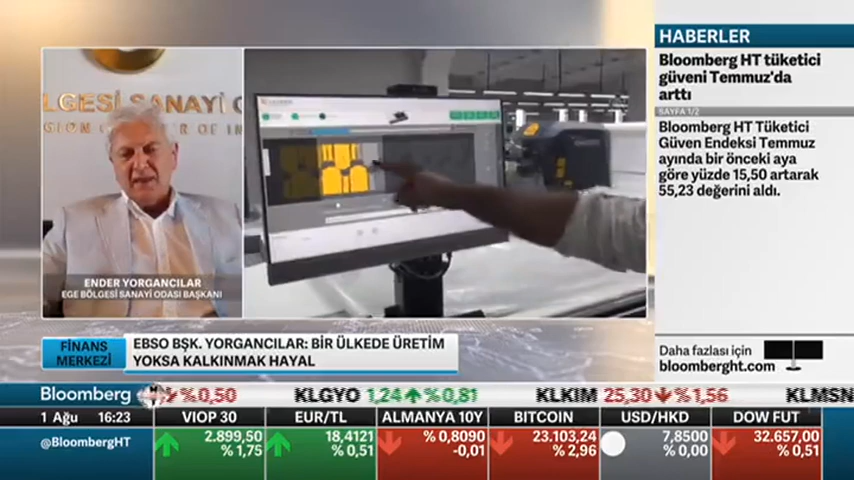 LGESİ SANAYİ O
GION
OF IN
ENDER YORGANCILAR
EGE BÖLGESİ SANAYİ ODASI BAŞKANI
HABERLER
Bloomberg HT tüketici
güveni Temmuz'da
arttı
SAYFA 1/2
Bloomberg HT Tüketici
Güven Endeksi Temmuz
ayında bir önceki aya
göre yüzde 15,50 artarak
55,23 değerini aldı.
FİNANS
MERKEZİ
EBSO BŞK. YORGANCILAR: BİR ÜLKEDE ÜRETİM
YOKSA KALKINMAK HAYAL
Daha fazlası için
bloomberght.com
Bloomberg HT %0,50 KLGYO 1,24 %0,81 KLKIM 25,30 %1,56 KLMSN
1 Ağu 16:23 VIOP 30 EUR/TL ALMANYA 10Y BITCOIN USD/HKD DOW FUT
@BloombergHT 2.899,50 18,4121 % 0,8090 23.103,24 7,8500 32.657,00
% 1,75 % 0,51 -0,01 % 2,96 % 0,00 % 0,51